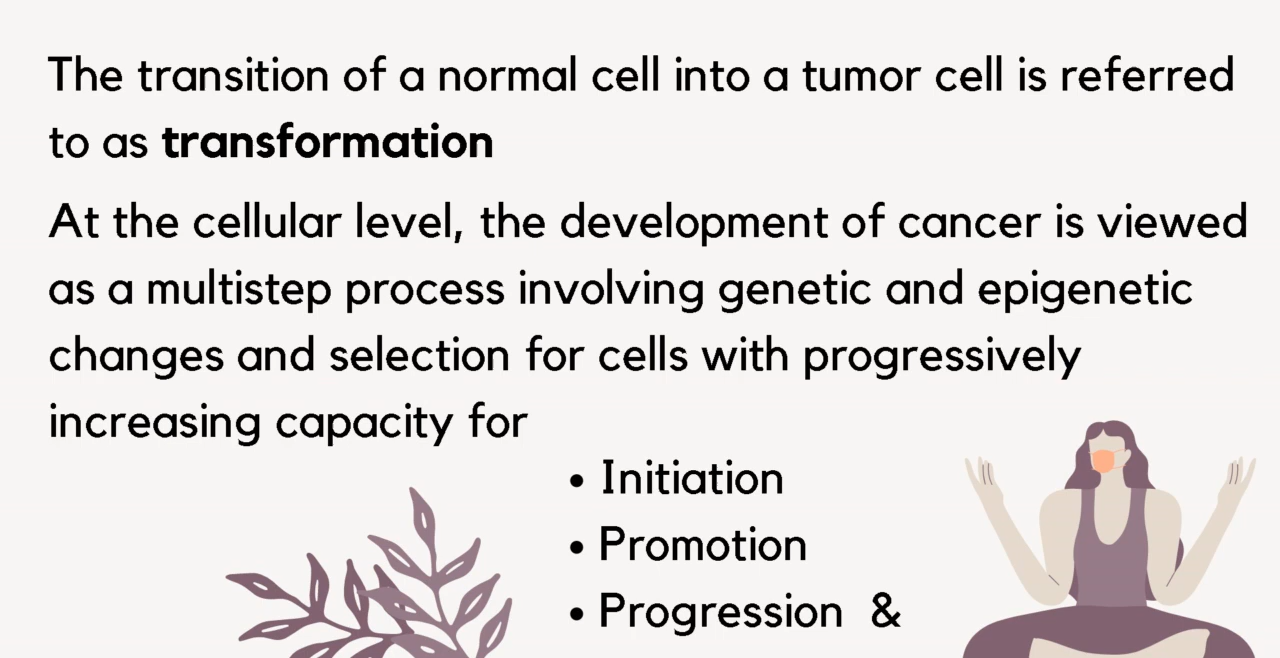 The transition of a normal cell into a tumor cell is referred
to as transformation
At the cellular level, the development of cancer is viewed
as a multistep process involving genetic and epigenetic
changes and selection for cells with progressively
increasing capacity for
• Initiation
• Promotion
• Progression &